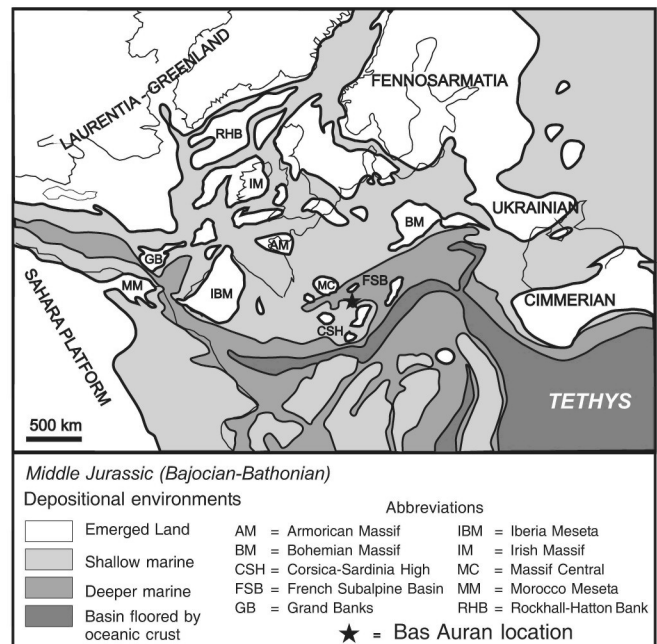 LAURENTIA - GREENLAND
FENNOSARMATIA
RHB
IM
UKRAINIAN
BM
AM
GB
SAHARA PLATFORM
MM
IBM
MC
FSB
CIMMERIAN
CSH
TETHYS
500 km
Middle Jurassic (Bajocian-Bathonian)
Depositional environments
Emerged Land
Shallow marine
Deeper marine
Basin floored by
oceanic crust
Abbreviations
AM = Armorican Massif
BM = Bohemian Massif
CSH = Corsica-Sardinia High
FSB = French Subalpine Basin
GB = Grand Banks
IBM = Iberia Meseta
IM = Irish Massif
MC = Massif Central
MM = Morocco Meseta
RHB = Rockhall-Hatton Bank
★ = Bas Auran location